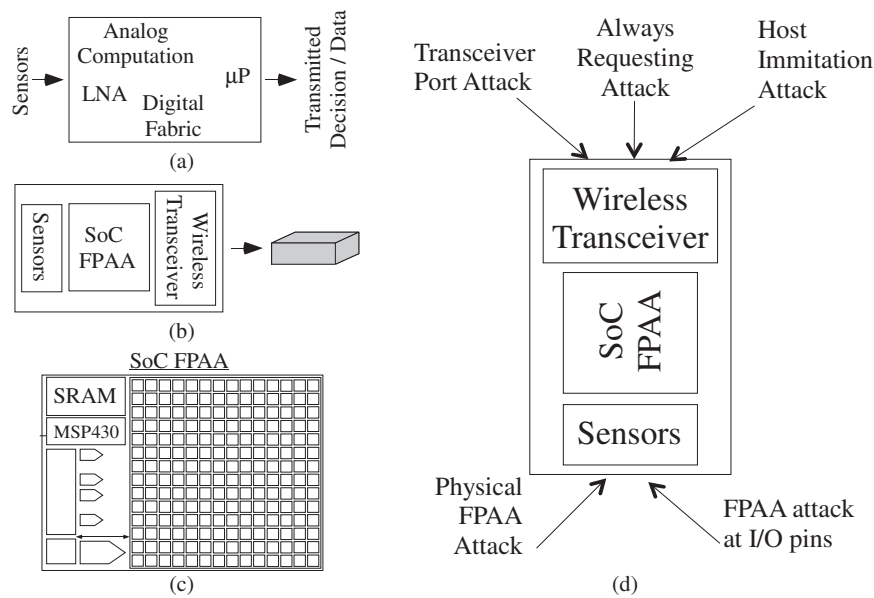 Sensors
Analog
Computation
LNA
Digital
Fabric
μP
Transmitted
Decision / Data
(a)
Sensors
SoC
FPAA
Wireless
Transceiver
(b)
SoC FPAA
SRAM
MSP430
(c)
Transceiver
Port Attack
Always
Requesting
Attack
Host
Immitation
Attack
Wireless
Transceiver
SoC
FPAA
Sensors
Physical
FPAA
Attack
FPAA attack
at I/O pins
(d)